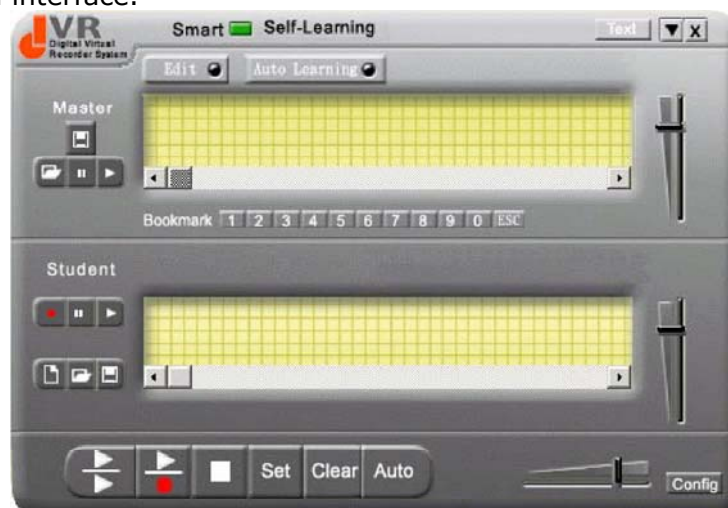 interface:
VR
Digital Virtual
Recorder System
Smart Self-Learning
Text
X
Edit
Auto Learning
Master
Bookmark 1 2 3 4 5 6 7 8 9 0 ESC
Student
Set Clear Auto
Config